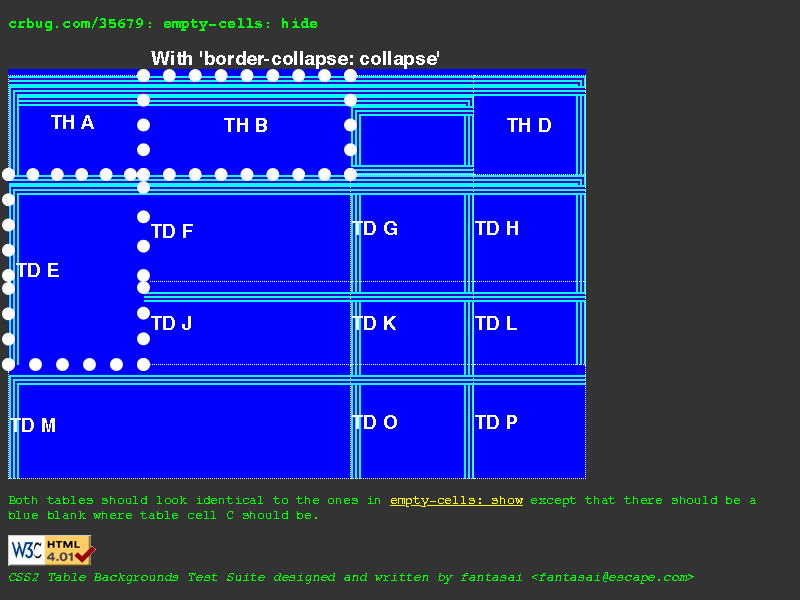 crbug.com/35679: empty-cells: hide
With 'border-collapse: collapse'
TH A
TH B
TH D
TD E
TD F
TD G
TD H
TD J
TD K
TD L
TD M
TD O
TD P
Both tables should look identical to the ones in empty-cells: show except that there should be a
blue blank where table cell C should be.
W3C HTML 4.01
CSS2 Table Backgrounds Test Suite designed and written by fantasai <fantasai@escape.com>